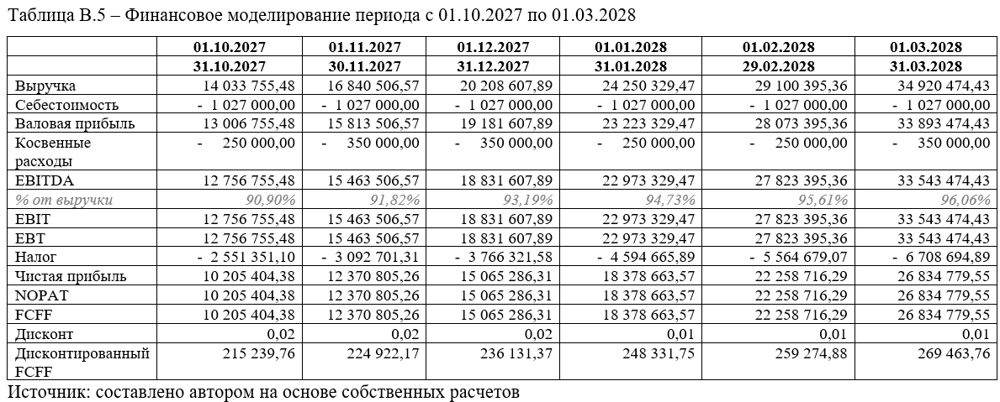 Таблица В.5 – Финансовое моделирование периода с 01.10.2027 по 01.03.2028
01.10.2027 01.11.2027 01.12.2027 01.01.2028 01.02.2028 01.03.2028
31.10.2027 30.11.2027 31.12.2027 31.01.2028 29.02.2028 31.03.2028
Выручка 14 033 755,48 16 840 506,57 20 208 607,89 24 250 329,47 29 100 395,36 34 920 474,43
Себестоимость - 1 027 000,00 - 1 027 000,00 - 1 027 000,00 - 1 027 000,00 - 1 027 000,00 - 1 027 000,00
Валовая прибыль 13 006 755,48 15 813 506,57 19 181 607,89 23 223 329,47 28 073 395,36 33 893 474,43
Косвенные - 250 000,00 - 350 000,00 - 350 000,00 - 250 000,00 - 250 000,00 - 350 000,00
расходы
EBITDA 12 756 755,48 15 463 506,57 18 831 607,89 22 973 329,47 27 823 395,36 33 543 474,43
% от выручки 90,90% 91,82% 93,19% 94,73% 95,61% 96,06%
EBIT 12 756 755,48 15 463 506,57 18 831 607,89 22 973 329,47 27 823 395,36 33 543 474,43
EBT 12 756 755,48 15 463 506,57 18 831 607,89 22 973 329,47 27 823 395,36 33 543 474,43
Налог - 2 551 351,10 - 3 092 701,31 - 3 766 321,58 - 4 594 665,89 - 5 564 679,07 - 6 708 694,89
Чистая прибыль 10 205 404,38 12 370 805,26 15 065 286,31 18 378 663,57 22 258 716,29 26 834 779,55
NOPAT 10 205 404,38 12 370 805,26 15 065 286,31 18 378 663,57 22 258 716,29 26 834 779,55
FCFF 10 205 404,38 12 370 805,26 15 065 286,31 18 378 663,57 22 258 716,29 26 834 779,55
Дисконт 0,02 0,02 0,02 0,01 0,01 0,01
Дисконтированный 215 239,76 224 922,17 236 131,37 248 331,75 259 274,88 269 463,76
FCFF
Источник: составлено автором на основе собственных расчетов